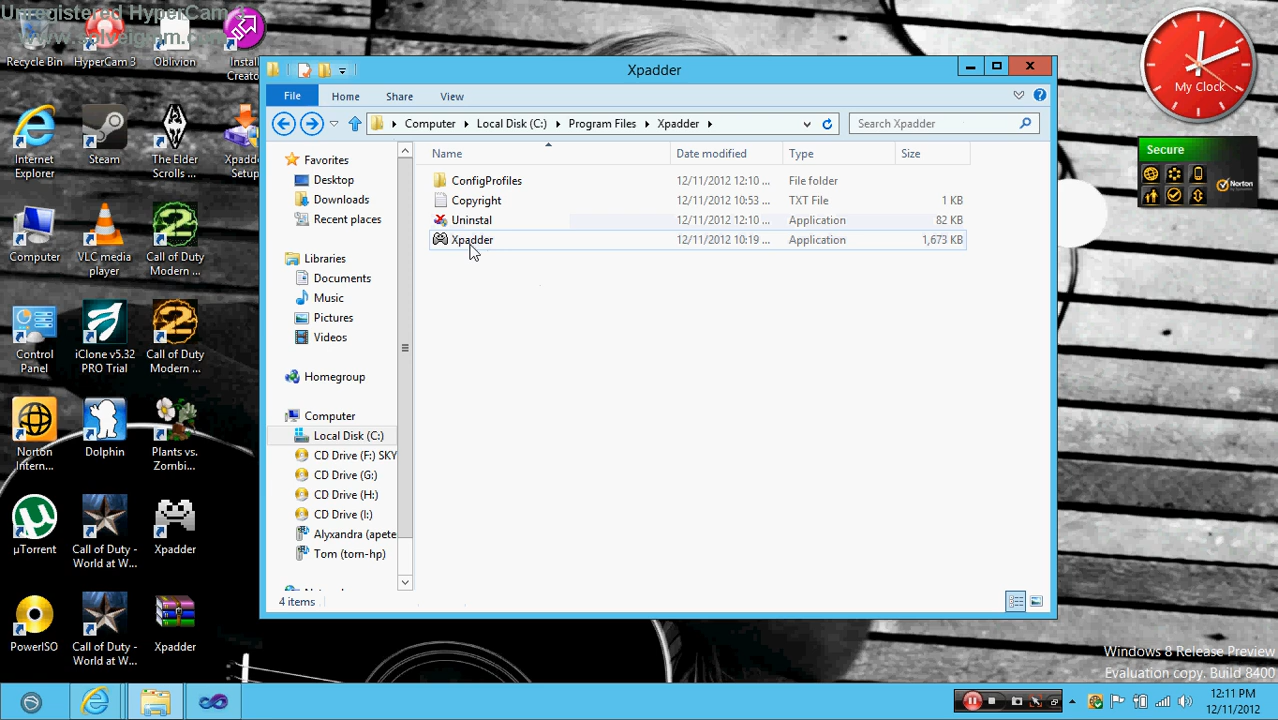 Unregistered HyperCam 3
Recycle Bin
HyperCam 3
Oblivion
Install
Creato
Xpadder
File
Home
Share
View
Computer
Local Disk (C:)
Program Files
Xpadder
Search Xpadder
Name
Date modified
Type
Size
ConfigProfiles
12/11/2012 12:10 ...
File folder
Copyright
12/11/2012 10:53 ...
TXT File
1 KB
Uninstal
12/11/2012 12:10 ...
Application
82 KB
Xpadder
12/11/2012 10:19 ...
Application
1,673 KB
Favorites
Desktop
Downloads
Recent places
Libraries
Documents
Music
Pictures
Videos
Homegroup
Computer
Local Disk (C:)
CD Drive (F:) SKY
CD Drive (G:)
CD Drive (H:)
CD Drive (I:)
Alyxandra (apete
Tom (tom-hp)
4 items
Internet
Explorer
Steam
The Elder
Scrolls ...
Xpadde
Setup
Computer
VLC media
player
Call of Duty
Modern ...
Control
Panel
iClone v5.32
PRO Trial
Call of Duty
Modern ...
Norton
Intern...
Dolphin
Plants vs.
Zombi...
µTorrent
Call of Duty -
World at W...
Xpadder
PowerISO
Call of Duty -
World at W...
Xpadder
My Clock
Secure
Norton
Windows 8 Release Preview
Evaluation copy. Build 8400
12:11 PM
12/11/2012